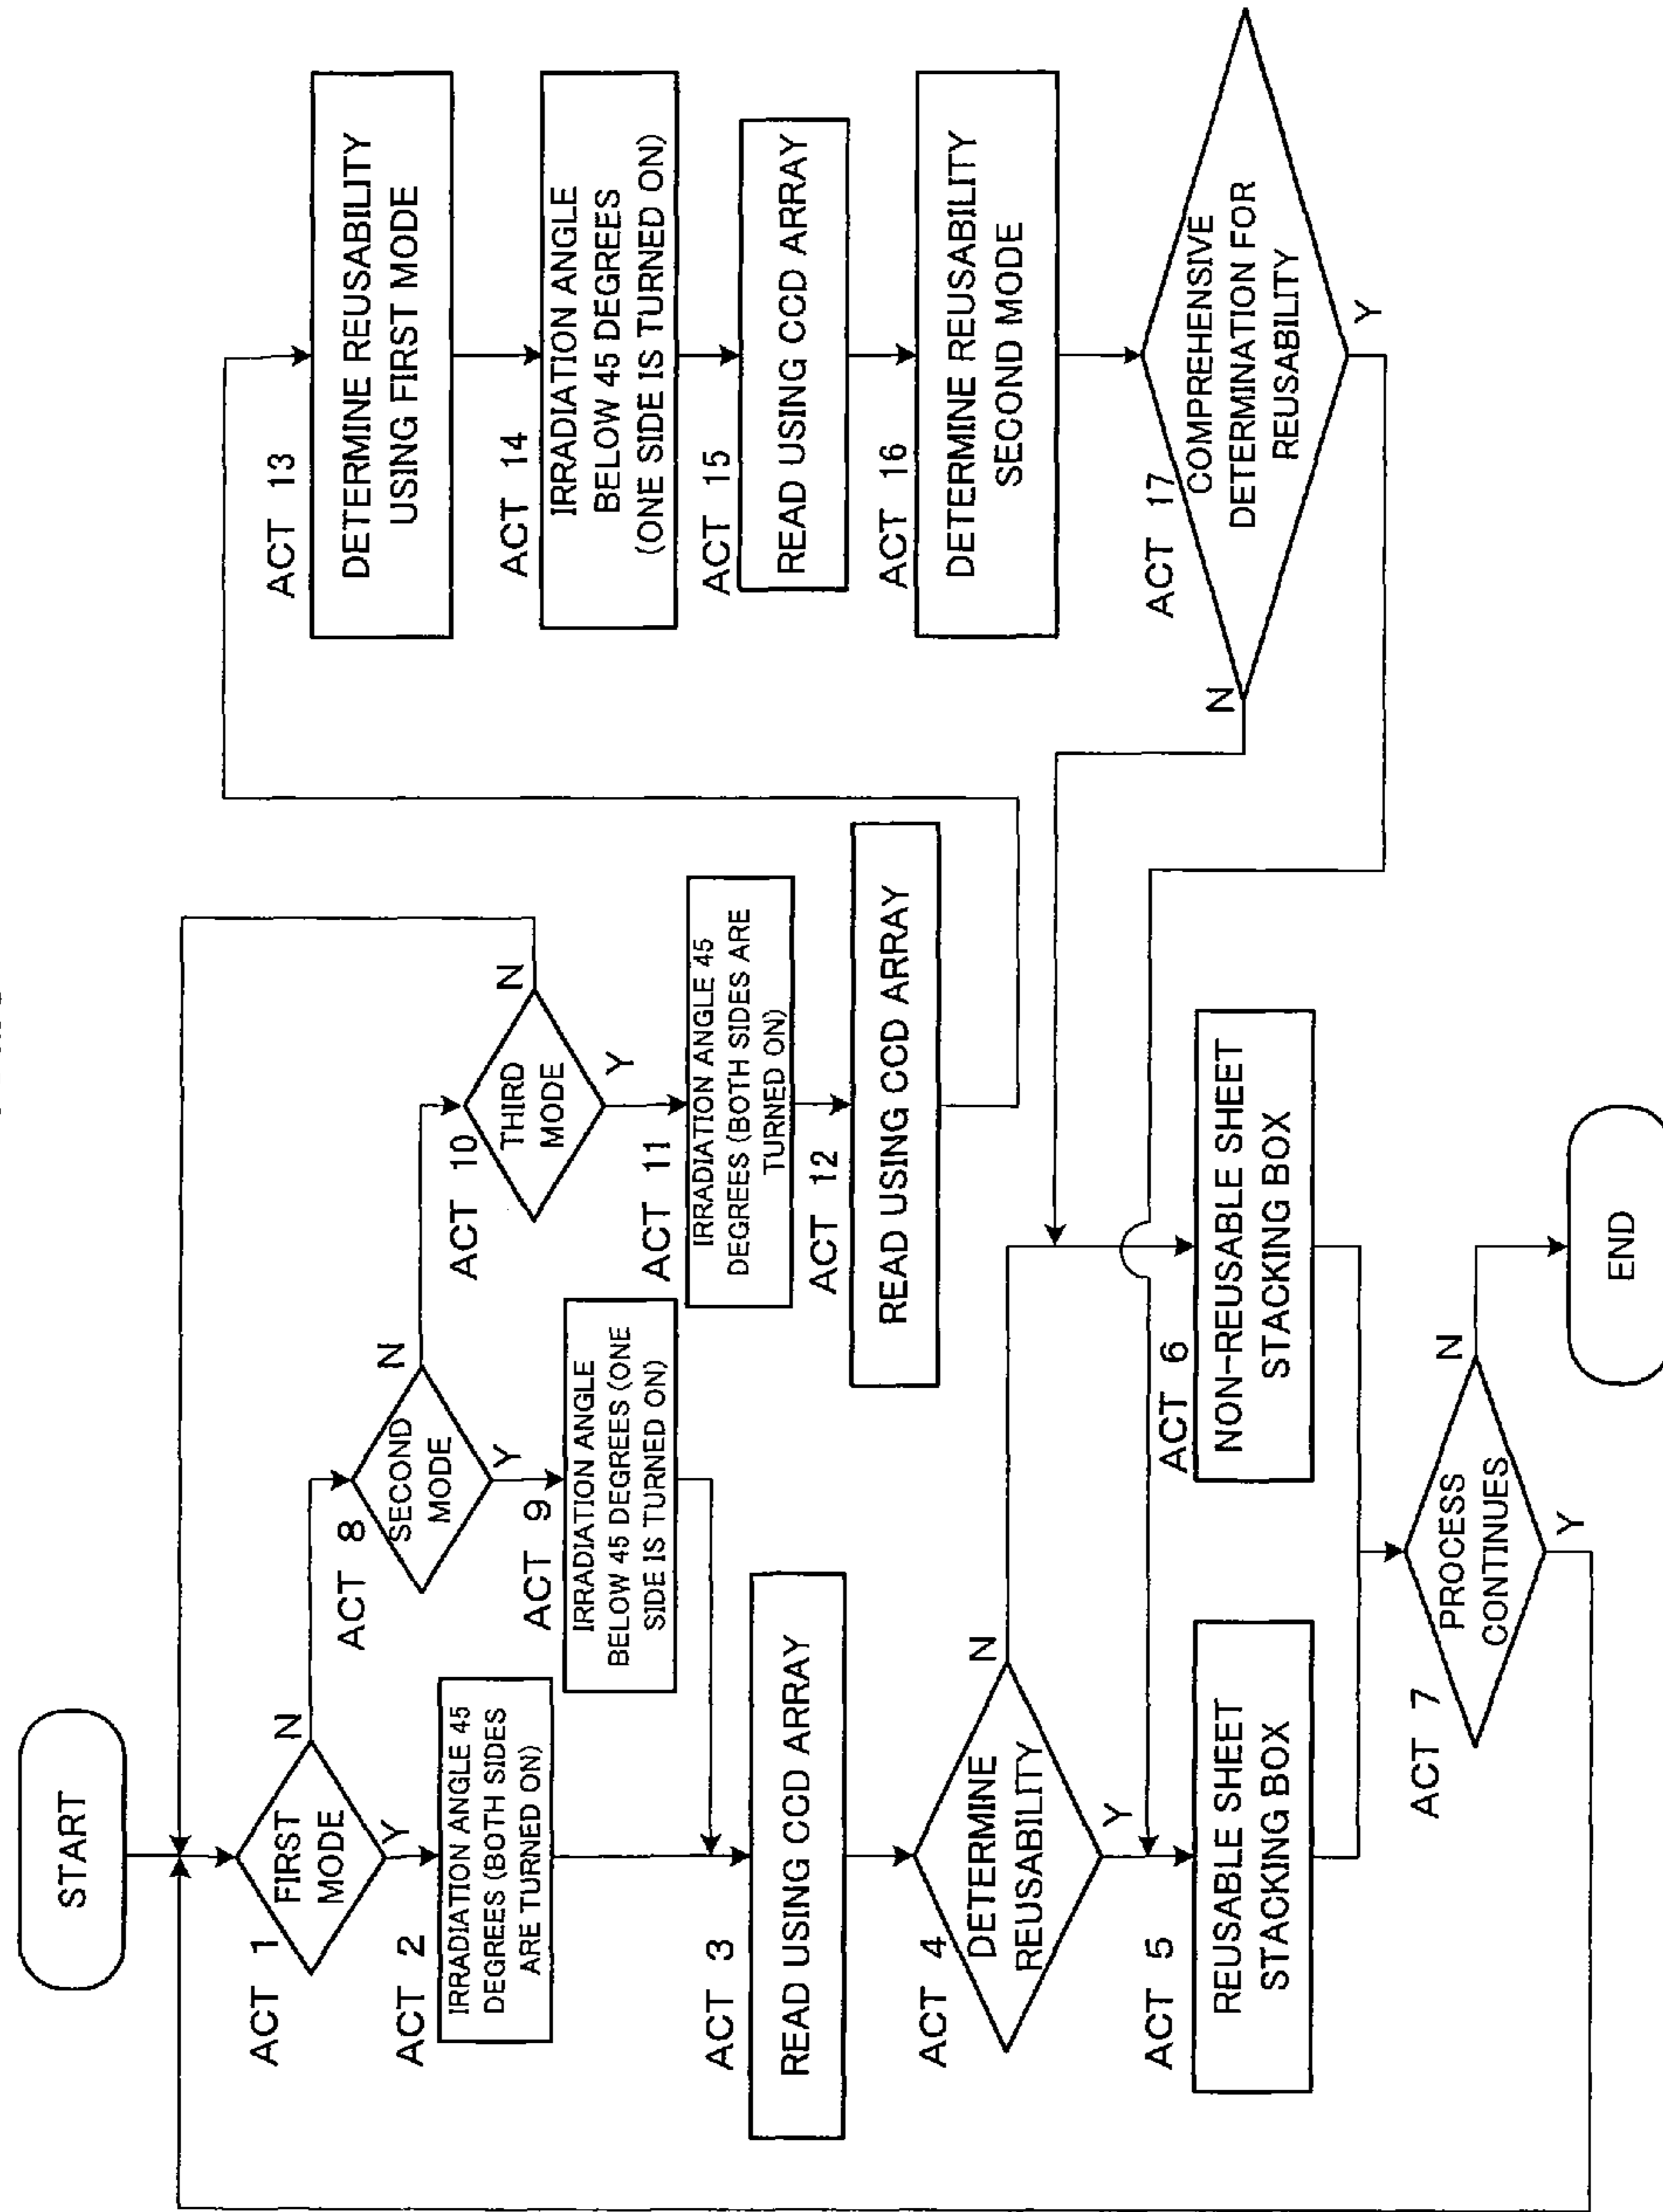 START
ACT 1
FIRST
MODE
N
Y
ACT 2
IRRADIATION ANGLE 45
DEGREES (BOTH SIDES
ARE TURNED ON)
ACT 3
READ USING CCD ARRAY
ACT 4
DETERMINE
REUSABILITY
N
Y
ACT 5
REUSABLE SHEET
STACKING BOX
ACT 6
NON-REUSABLE SHEET
STACKING BOX
ACT 7
PROCESS
CONTINUES
N
Y
END
ACT 8
SECOND
MODE
N
Y
ACT 9
IRRADIATION ANGLE
BELOW 45 DEGREES (ONE
SIDE IS TURNED ON)
ACT 10
THIRD
MODE
N
Y
ACT 11
IRRADIATION ANGLE 45
DEGREES (BOTH SIDES ARE
TURNED ON)
ACT 12
READ USING CCD ARRAY
ACT 13
DETERMINE REUSABILITY
USING FIRST MODE
ACT 14
IRRADIATION ANGLE
BELOW 45 DEGREES
(ONE SIDE IS TURNED ON)
ACT 15
READ USING CCD ARRAY
ACT 16
DETERMINE REUSABILITY
SECOND MODE
ACT 17
COMPREHENSIVE
DETERMINATION FOR
REUSABILITY
N
Y